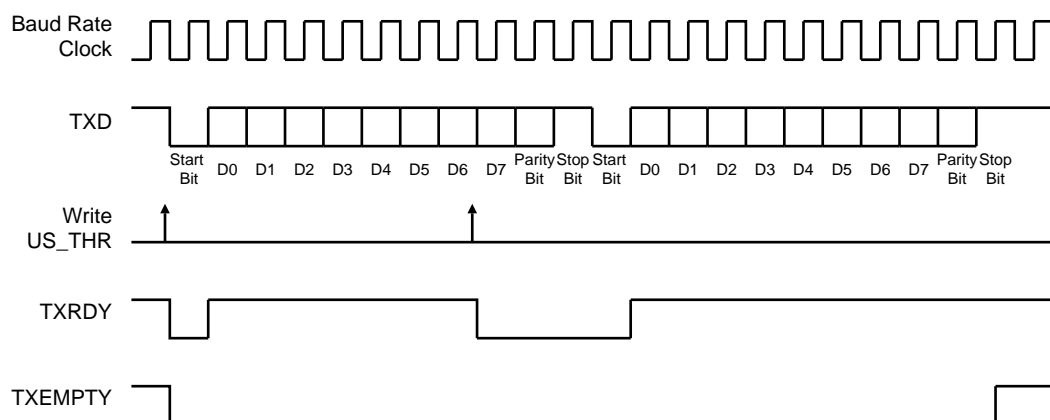 Baud Rate
Clock
TXD
Start
Bit
D0
D1
D2
D3
D4
D5
D6
D7
Parity
Bit
Stop
Bit
Start
Bit
D0
D1
D2
D3
D4
D5
D6
D7
Parity
Bit
Stop
Bit
Write
US_THR
TXRDY
TXEMPTY